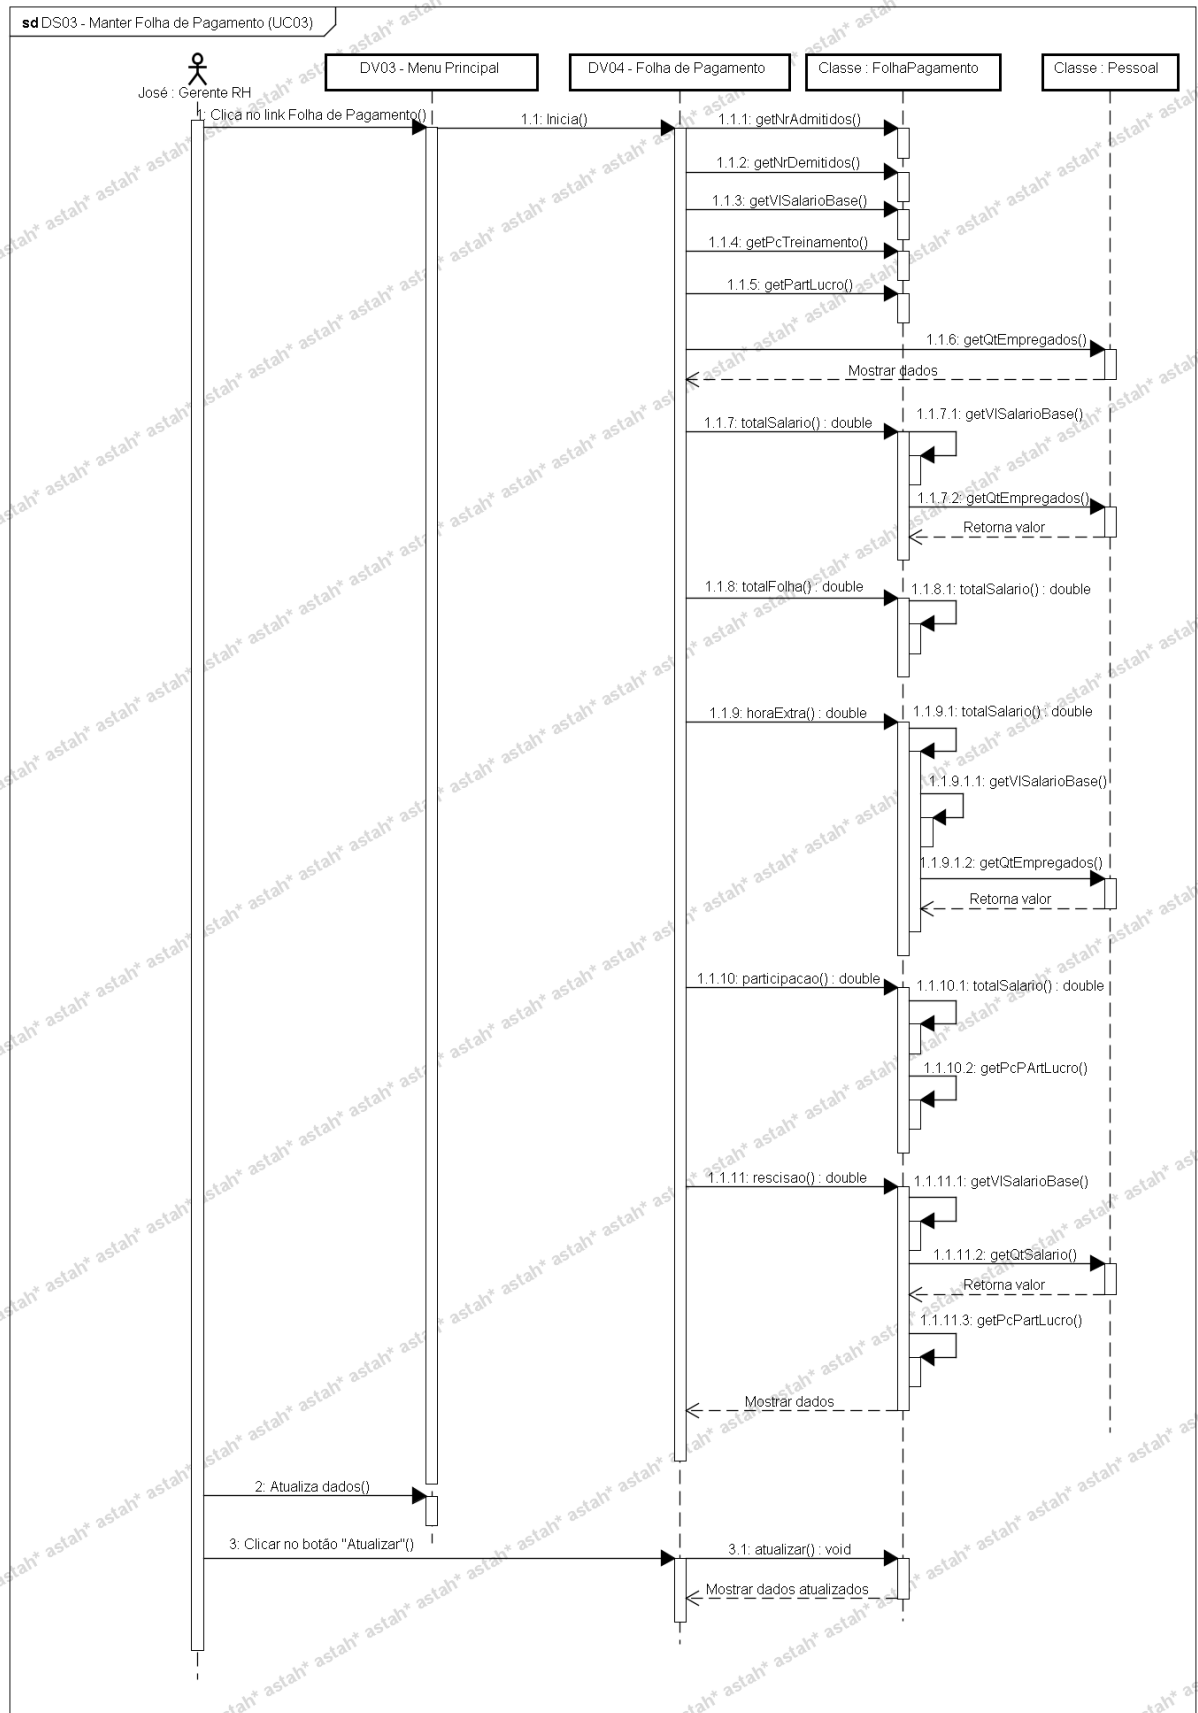 sd DS03 - Manter Folha de Pagamento (UC03)
José : Gerente RH
DV03 - Menu Principal
DV04 - Folha de Pagamento
Classe : FolhaPagamento
Classe : Pessoal
1: Clica no link Folha de Pagamento()
1.1: Inicia()
1.1.1: getNrAdmitidos()
1.1.2: getNrDemitidos()
1.1.3: getVlSalarioBase()
1.1.4: getPcTreinamento()
1.1.5: getPartLucro()
1.1.6: getQtEmpregados()
Mostrar dados
1.1.7: totalSalario() : double
1.1.7.1: getVlSalarioBase()
1.1.7.2: getQtEmpregados()
Retorna valor
1.1.8: totalFolha() : double
1.1.8.1: totalSalario() : double
1.1.9: horaExtra() : double
1.1.9.1: totalSalario() : double
1.1.9.1.1: getVlSalarioBase()
1.1.9.1.2: getQtEmpregados()
Retorna valor
1.1.10: participacao() : double
1.1.10.1: totalSalario() : double
1.1.10.2: getPcPArtLucro()
1.1.11: rescisao() : double
1.1.11.1: getVlSalarioBase()
1.1.11.2: getQtSalario()
Retorna valor
1.1.11.3: getPcPartLucro()
Mostrar dados
2: Atualiza dados()
3: Clicar no botão "Atualizar"()
3.1: atualizar() : void
Mostrar dados atualizados
astah* astah* astah* astah* astah* astah* astah*